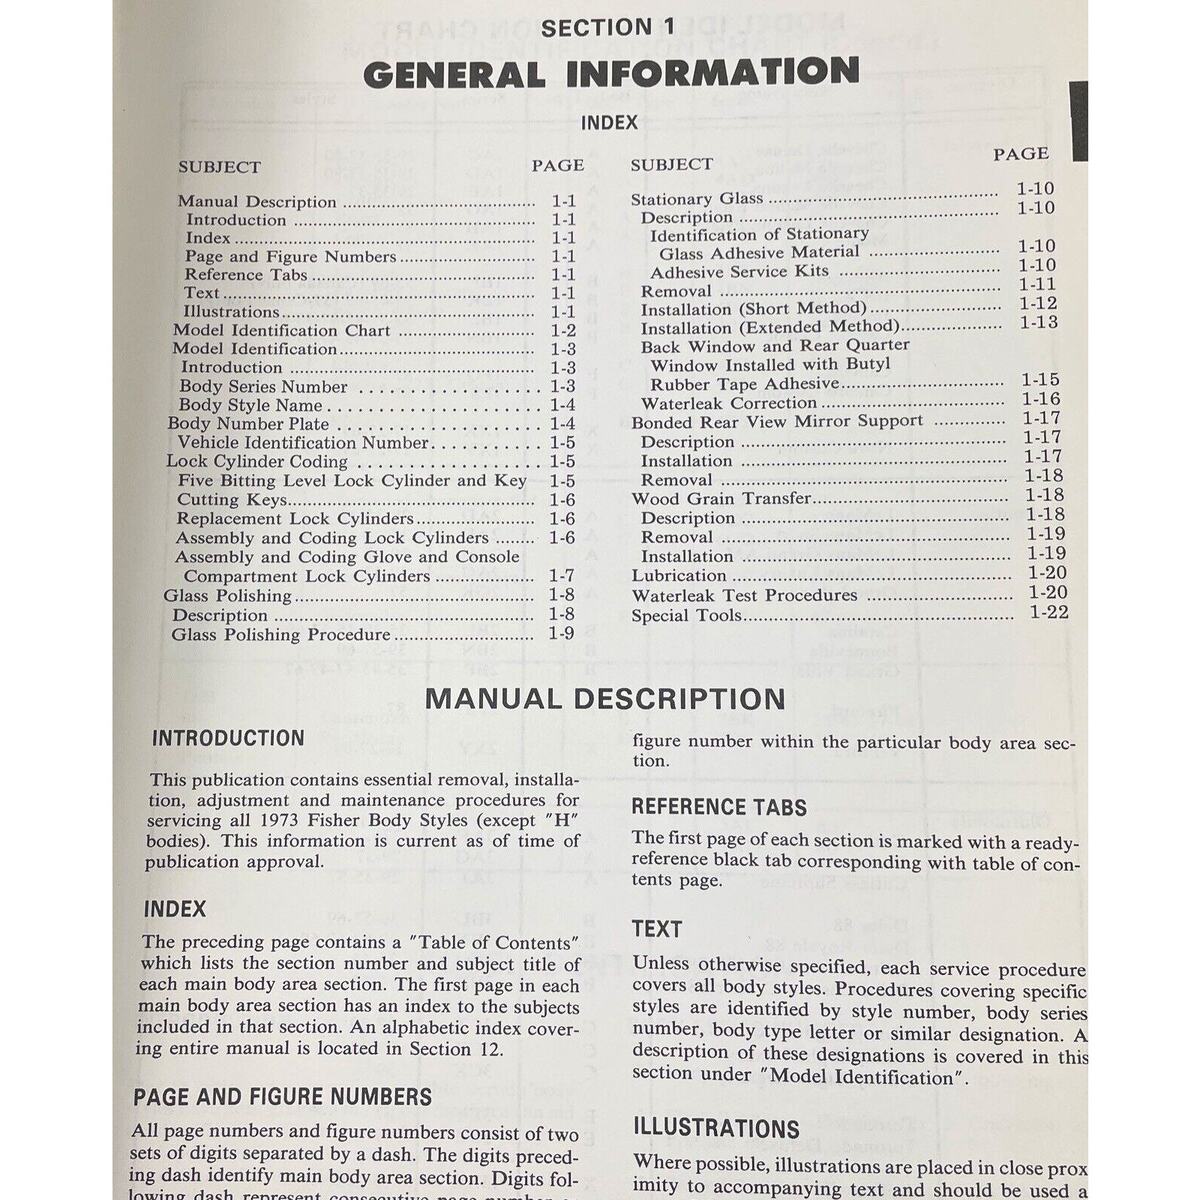 SECTION 1
GENERAL INFORMATION
INDEX
SUBJECT PAGE
Manual Description ........ 1-1
Introduction ........ 1-1
Index ........ 1-1
Page and Figure Numbers ........ 1-1
Reference Tabs ........ 1-1
Text ........ 1-1
Illustrations ........ 1-1
Model Identification Chart ........ 1-2
Model Identification ........ 1-3
Introduction ........ 1-3
Body Series Number ........ 1-3
Body Style Name ........ 1-4
Body Number Plate ........ 1-4
Vehicle Identification Number ........ 1-5
Lock Cylinder Coding ........ 1-5
Five Bitting Level Lock Cylinder and Key 1-5
Cutting Keys ........ 1-6
Replacement Lock Cylinders ........ 1-6
Assembly and Coding Lock Cylinders ........ 1-6
Assembly and Coding Glove and Console
Compartment Lock Cylinders ........ 1-7
Glass Polishing ........ 1-8
Description ........ 1-8
Glass Polishing Procedure ........ 1-9
SUBJECT PAGE
Stationary Glass ........ 1-10
Description ........ 1-10
Identification of Stationary
Glass Adhesive Material ........ 1-10
Adhesive Service Kits ........ 1-10
Removal ........ 1-11
Installation (Short Method) ........ 1-12
Installation (Extended Method) ........ 1-13
Back Window and Rear Quarter
Window Installed with Butyl
Rubber Tape Adhesive ........ 1-15
Waterleak Correction ........ 1-16
Bonded Rear View Mirror Support ........ 1-17
Description ........ 1-17
Installation ........ 1-17
Removal ........ 1-18
Wood Grain Transfer ........ 1-18
Description ........ 1-18
Removal ........ 1-19
Installation ........ 1-19
Lubrication ........ 1-20
Waterleak Test Procedures ........ 1-20
Special Tools ........ 1-22
MANUAL DESCRIPTION
INTRODUCTION
This publication contains essential removal, installa-
tion, adjustment and maintenance procedures for
servicing all 1973 Fisher Body Styles (except "H"
bodies). This information is current as of time of
publication approval.
INDEX
The preceding page contains a "Table of Contents"
which lists the section number and subject title of
each main body area section. The first page in each
main body area section has an index to the subjects
included in that section. An alphabetic index cover-
ing entire manual is located in Section 12.
PAGE AND FIGURE NUMBERS
All page numbers and figure numbers consist of two
sets of digits separated by a dash. The digits preced-
ing dash identify main body area section. Digits fol-
lowing dash represent consecutive page number
figure number within the particular body area sec-
tion.
REFERENCE TABS
The first page of each section is marked with a ready-
reference black tab corresponding with table of con-
tents page.
TEXT
Unless otherwise specified, each service procedure
covers all body styles. Procedures covering specific
styles are identified by style number, body series
number, body type letter or similar designation. A
description of these designations is covered in this
section under "Model Identification".
ILLUSTRATIONS
Where possible, illustrations are placed in close prox
imity to accompanying text and should be used a